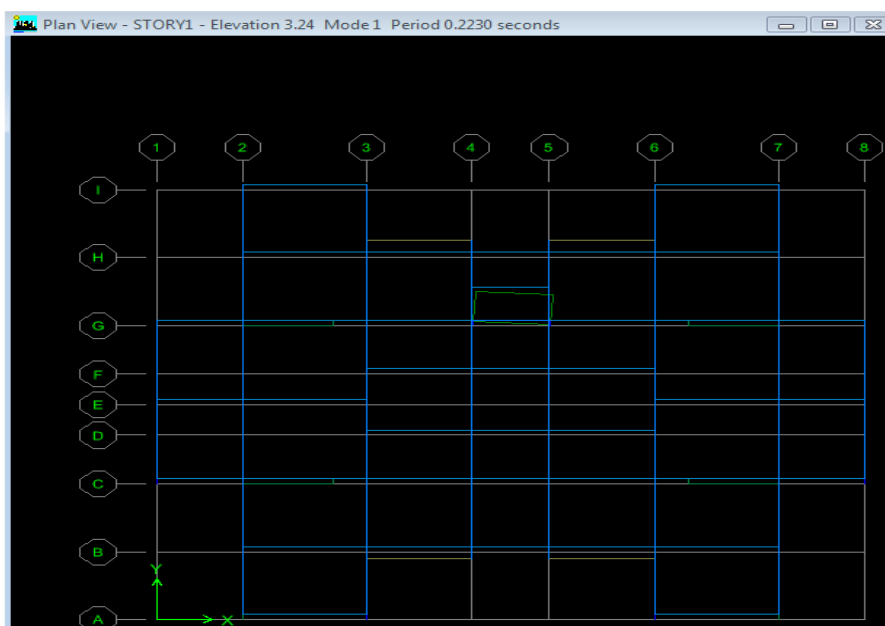 Plan View - STORY1 - Elevation 3.24 Mode 1 Period 0.2230 seconds
1 2 3 4 5 6 7 8
I
H
G
F
E
D
C
B
Y
A
X